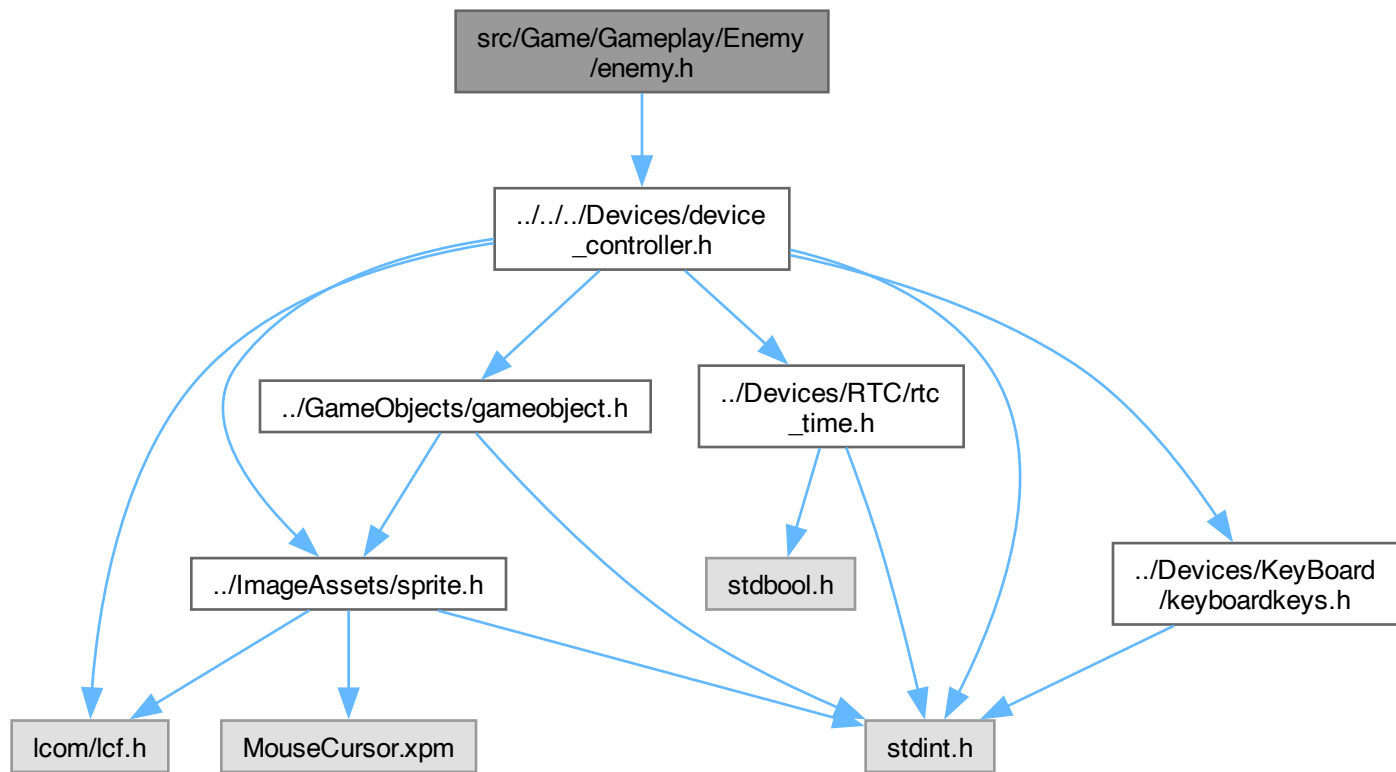 src/Game/Gameplay/Enemy
/enemy.h
../../../Devices/device
_controller.h
../GameObjects/gameobject.h
../Devices/RTC/rtc
_time.h
../ImageAssets/sprite.h
stdbool.h
../Devices/KeyBoard
/keyboardkeys.h
lcom/lcf.h
MouseCursor.xpm
stdint.h